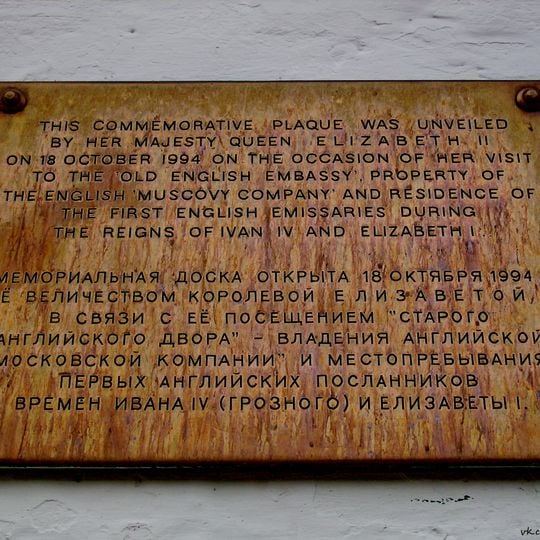 THIS COMMEMORATIVE PLAQUE WAS UNVEILED
BY HER MAJESTY QUEEN ELIZABETH II
ON 18 OCTOBER 1994 ON THE OCCASION OF HER VISIT
TO THE 'OLD ENGLISH EMBASSY', PROPERTY OF
THE ENGLISH 'MUSCOVY COMPANY' AND RESIDENCE OF
THE FIRST ENGLISH EMISSARIES DURING
THE REIGNS OF IVAN IV AND ELIZABETH I.
МЕМОРИАЛЬНАЯ ДОСКА ОТКРЫТА 18 ОКТЯБРЯ 1994
ЕЁ ВЕЛИЧЕСТВОМ КОРОЛЕВОЙ ЕЛИЗАВЕТОЙ,
В СВЯЗИ С ЕЁ ПОСЕЩЕНИЕМ "СТАРОГО
АНГЛИЙСКОГО ДВОРА" – ВЛАДЕНИЯ АНГЛИЙСКОЙ
"МОСКОВСКОЙ КОМПАНИИ" И МЕСТОПРЕБЫВАНИЯ
ПЕРВЫХ АНГЛИЙСКИХ ПОСЛАННИКОВ
ВРЕМЕН ИВАНА IV (ГРОЗНОГО) И ЕЛИЗАВЕТЫ I.